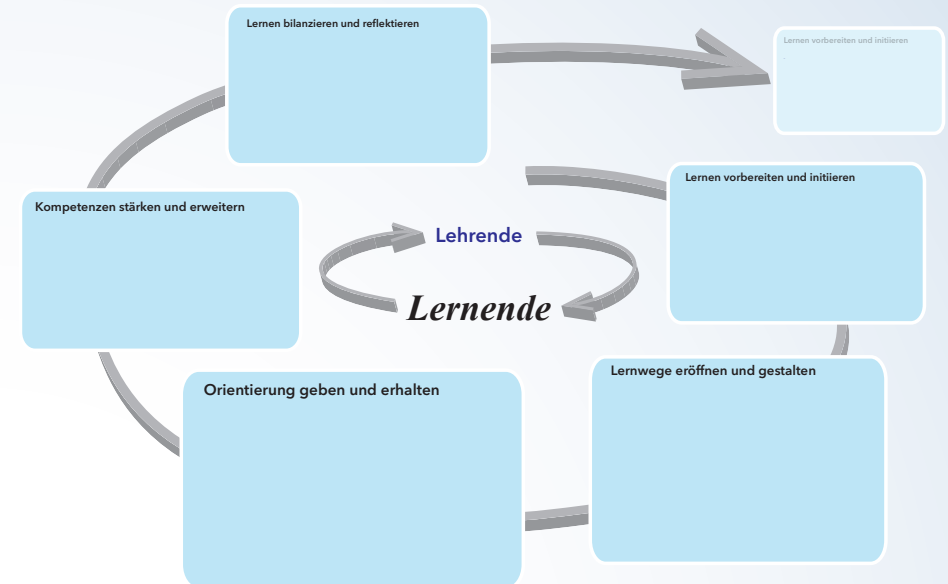 Lernen bilanzieren und reflektieren
Lernen vorbereiten und initiieren
Lernen vorbereiten und initiieren
Kompetenzen stärken und erweitern
Lehrende
Lernende
Lernwege eröffnen und gestalten
Orientierung geben und erhalten